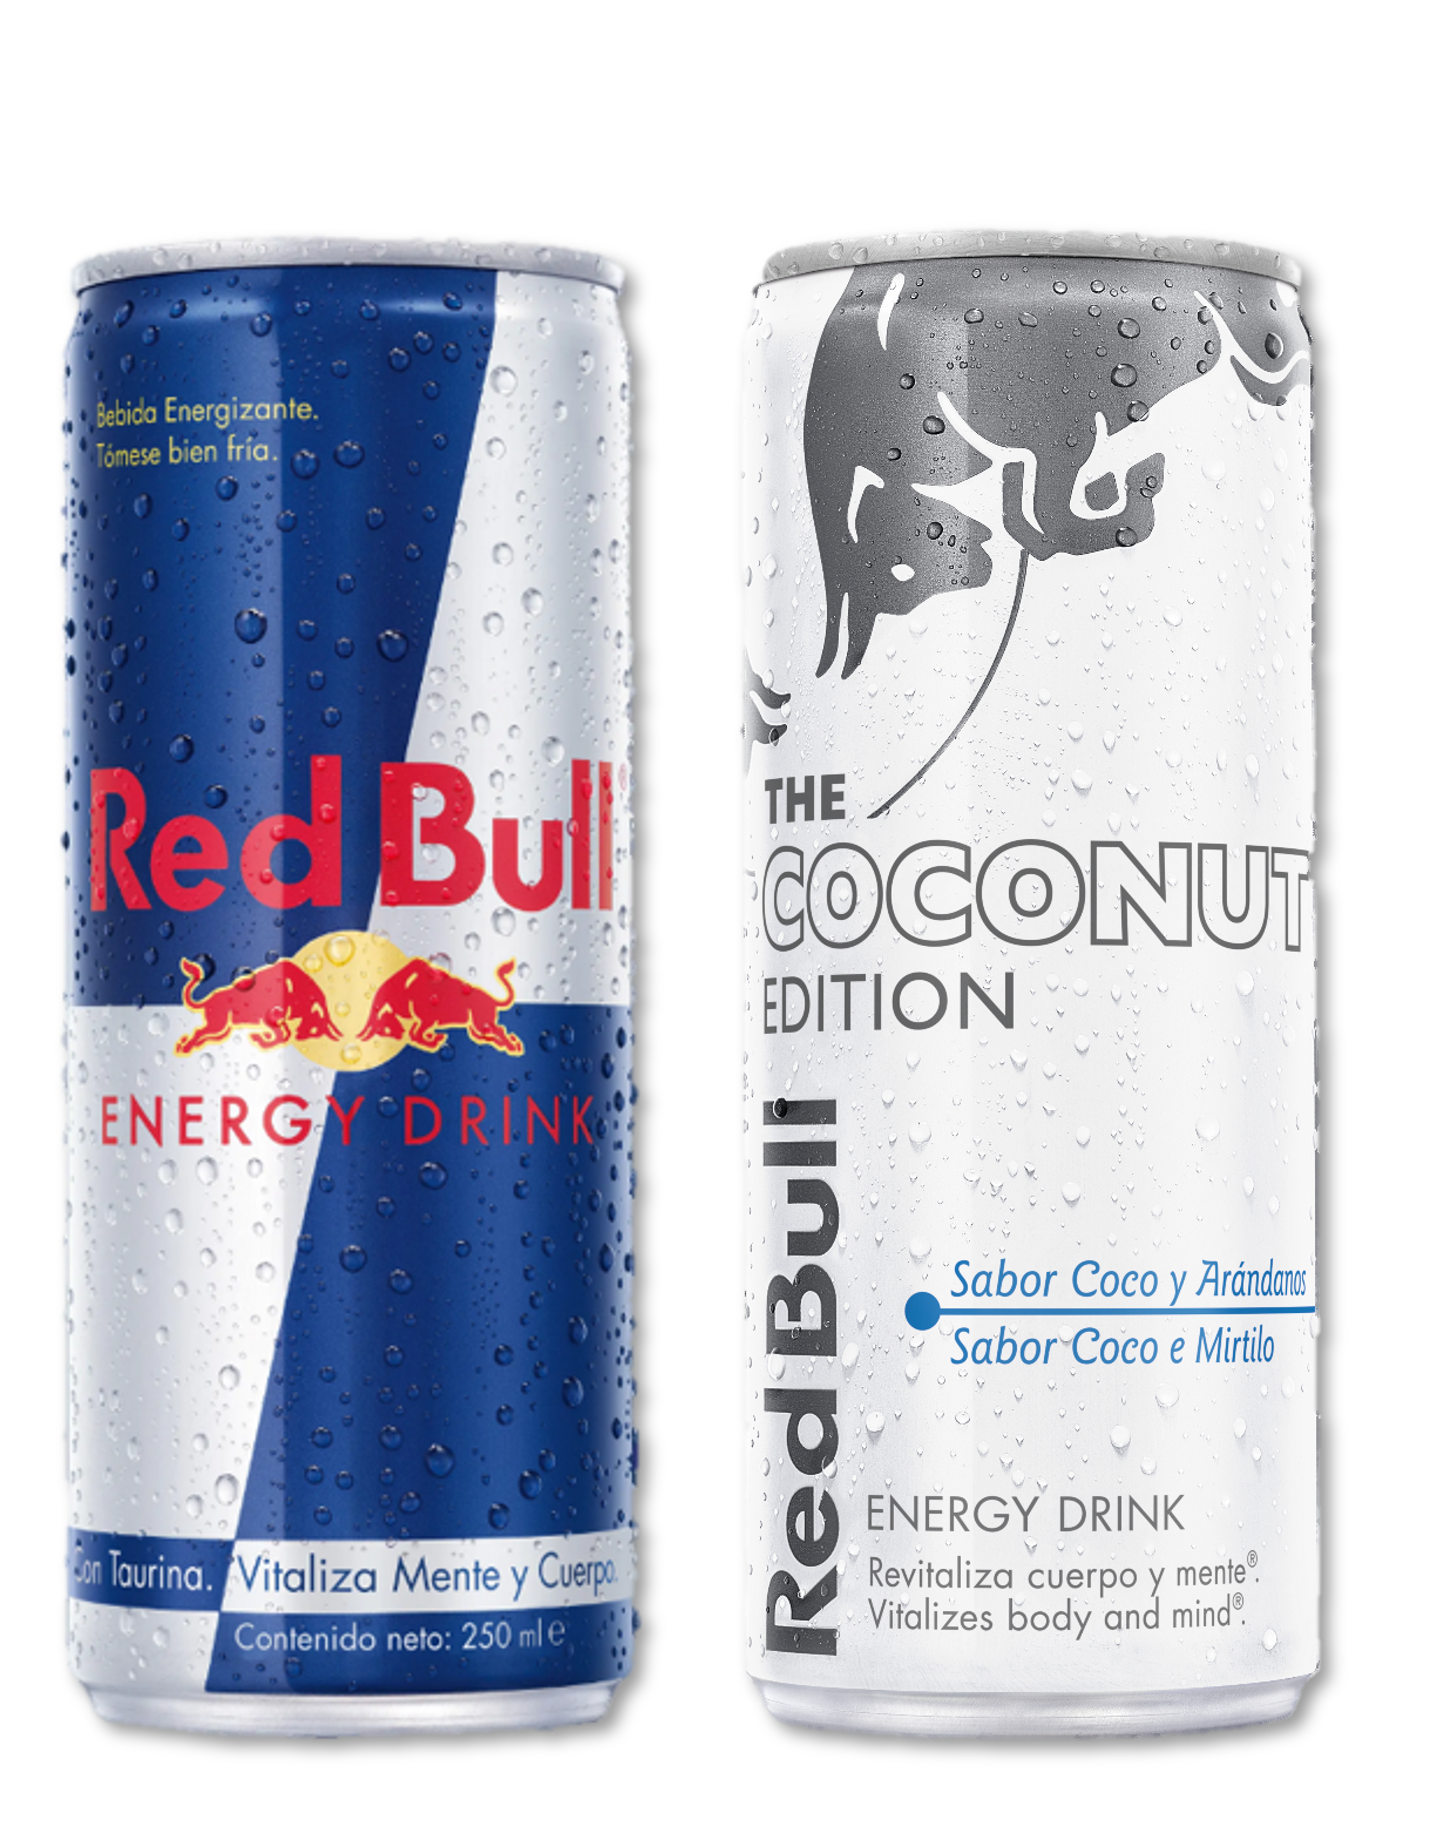 Bebida Energizante.
Tómese bien fría.
Red Bull®
ENERGY DRINK
Con Taurina. Vitaliza Mente y Cuerpo.
Contenido neto: 250 ml e
THE
COCONUT
EDITION
Red Bull
Sabor Coco y Arándanos
Sabor Coco e Mirtilo
ENERGY DRINK
Revitaliza cuerpo y mente®.
Vitalizes body and mind®.